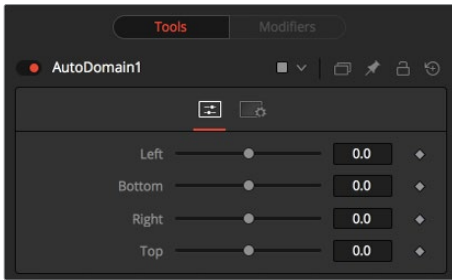 Tools Modifiers
AutoDomain1
Left 0.0
Bottom 0.0
Right 0.0
Top 0.0